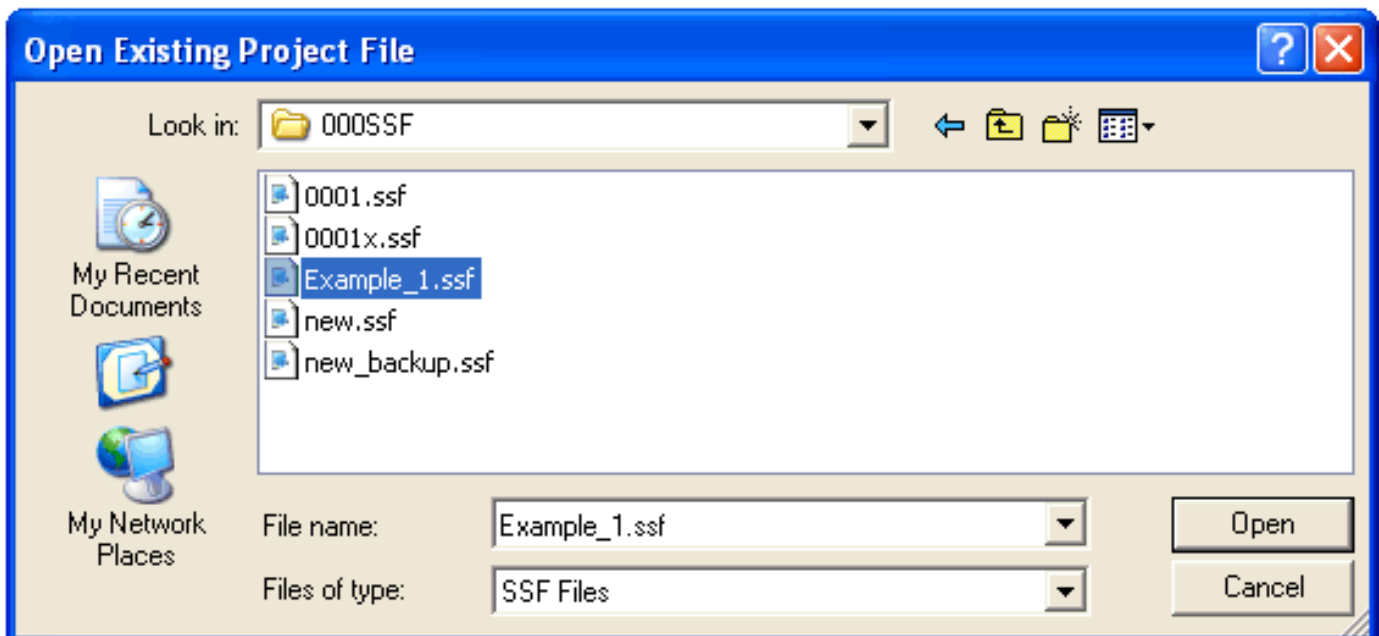 Open Existing Project File
Look in: 000SSF
0001.ssf
0001x.ssf
Example_1.ssf
new.ssf
new_backup.ssf
My Recent
Documents
My Network
Places
File name: Example_1.ssf Open
Files of type: SSF Files Cancel